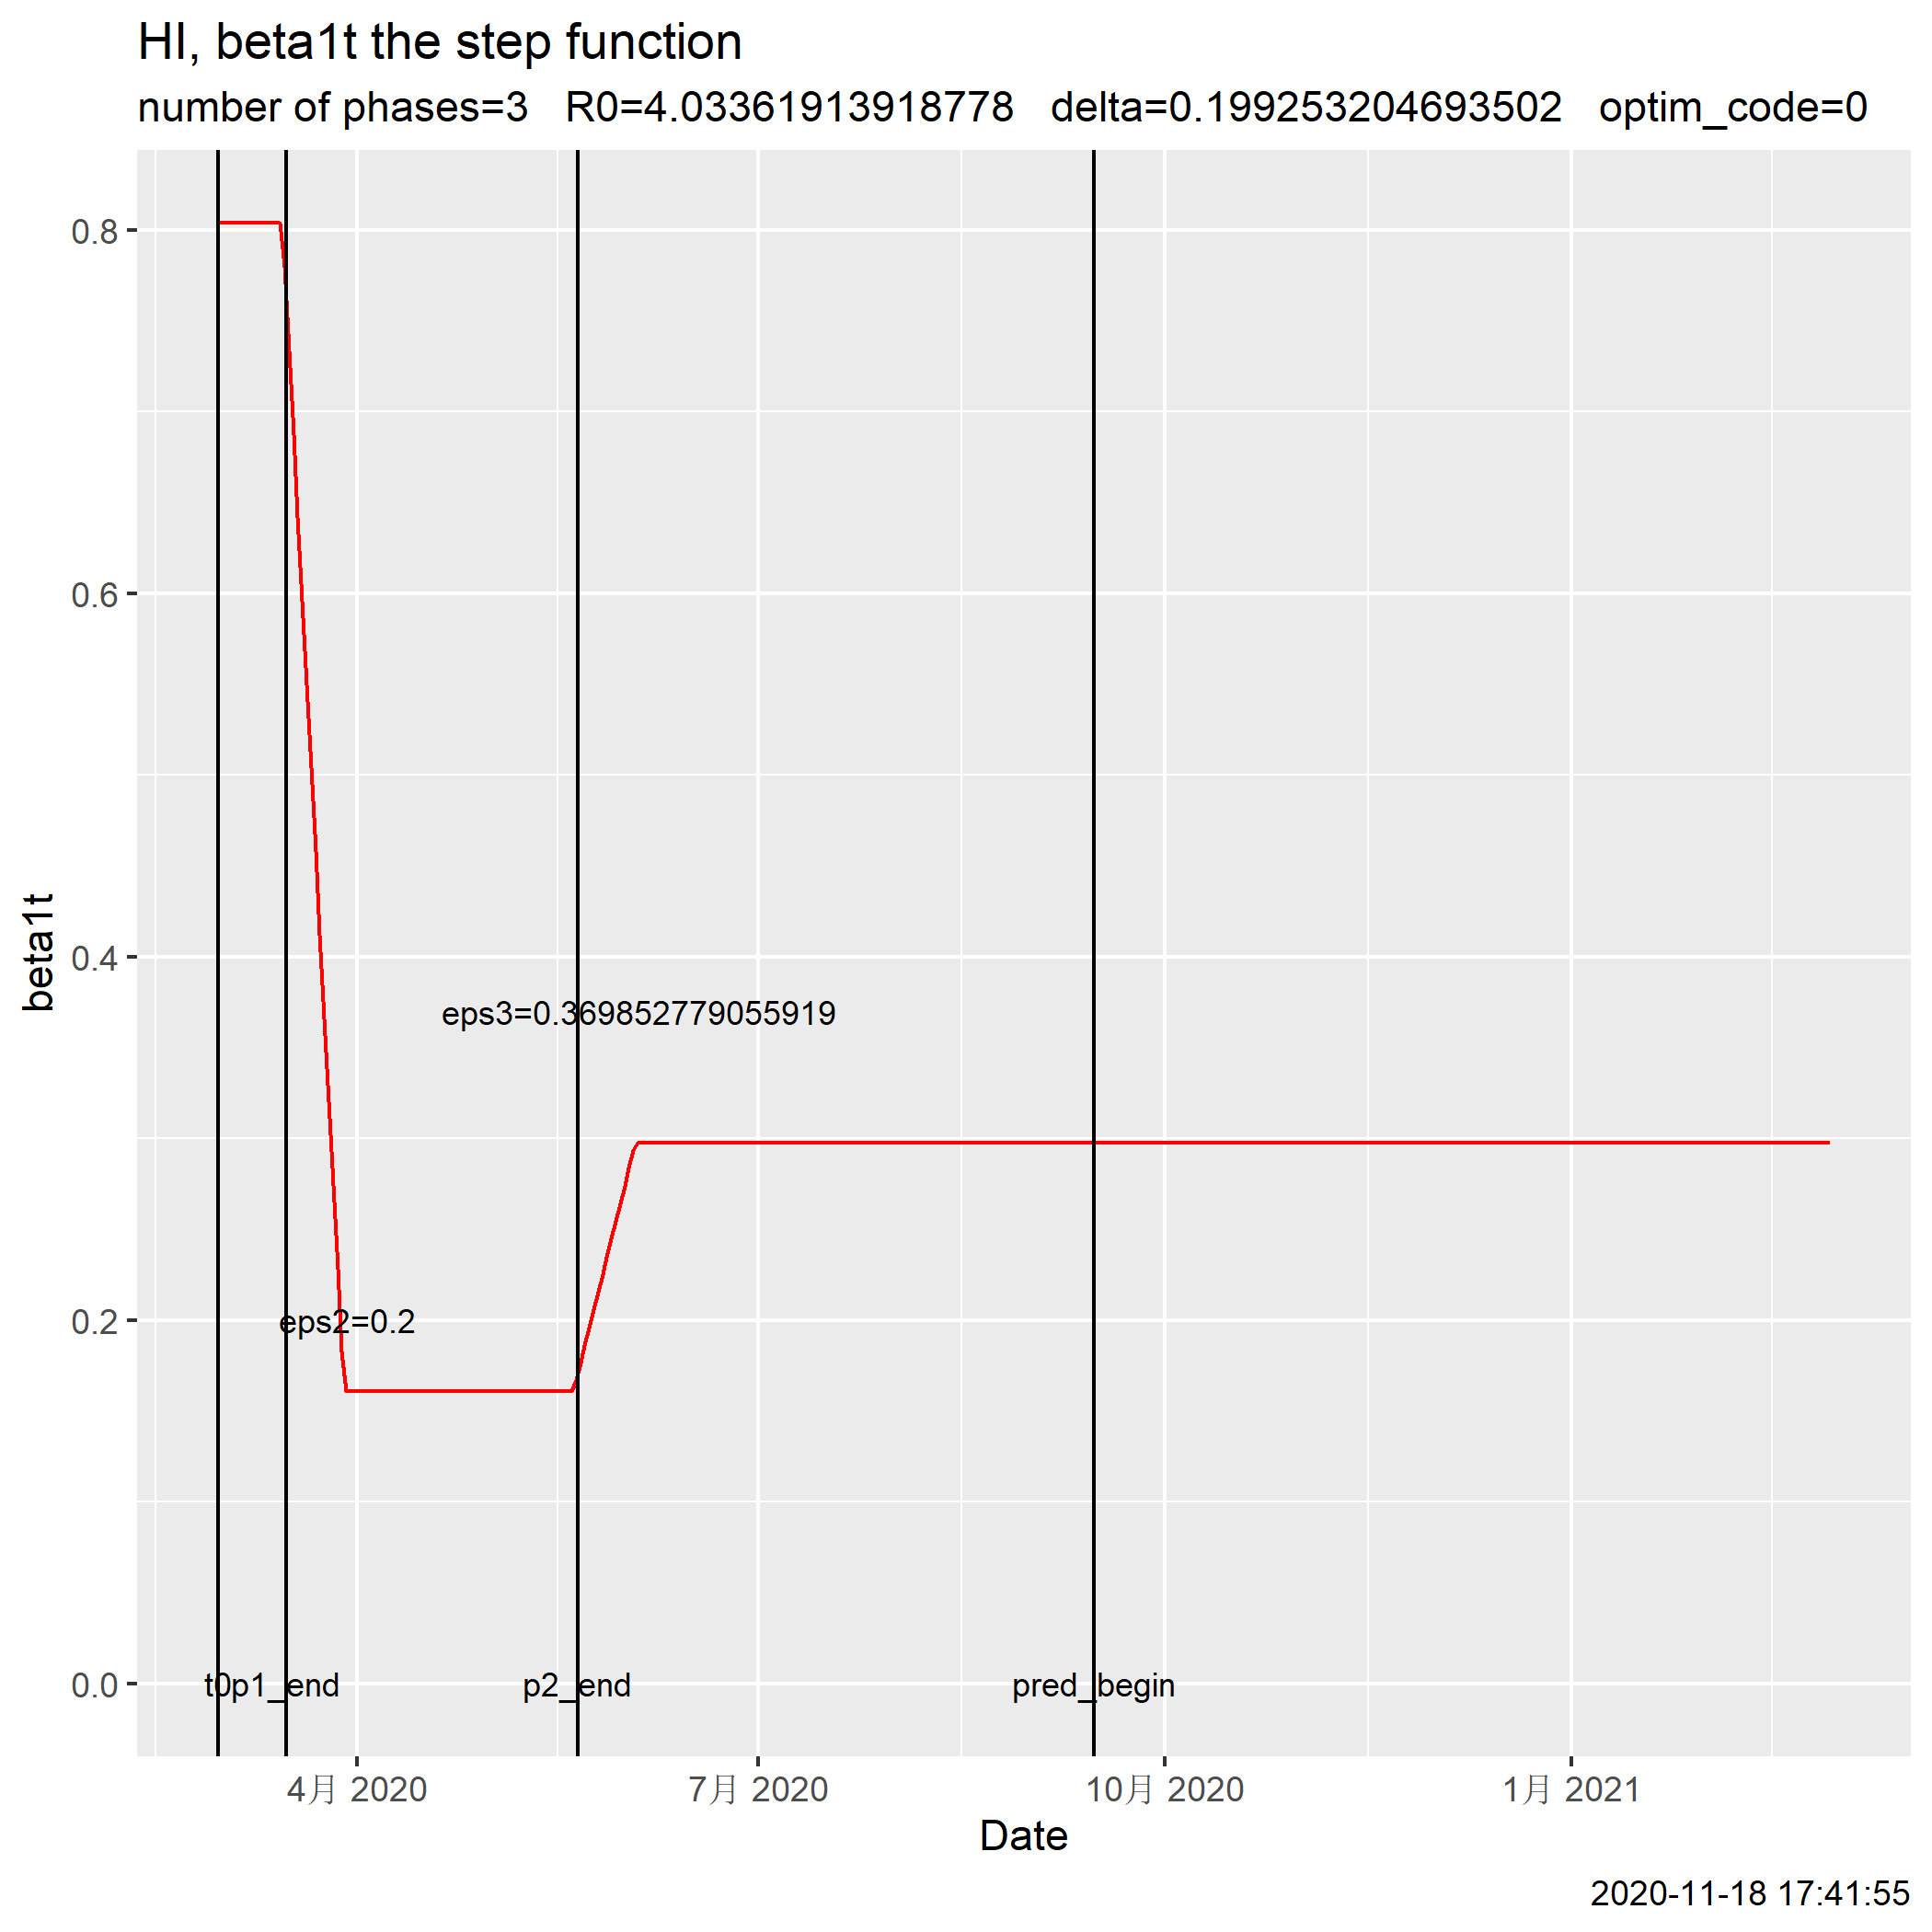 HI, beta1t the step function
number of phases=3 R0=4.03361913918778 delta=0.199253204693502 optim_code=0
0.8
0.6
0.4
0.2
0.0
beta1t
eps3=0.369852779055919
eps2=0.2
t0p1_end p2_end pred_begin
4月 2020 7月 2020 10月 2020 1月 2021
Date
2020-11-18 17:41:55